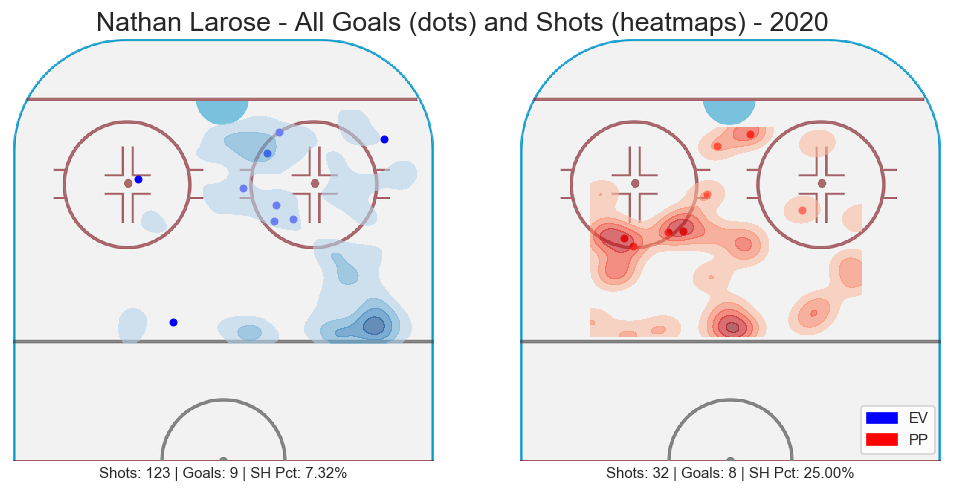 Nathan Larose - All Goals (dots) and Shots (heatmaps) - 2020
EV
PP
Shots: 123 | Goals: 9 | SH Pct: 7.32%
Shots: 32 | Goals: 8 | SH Pct: 25.00%